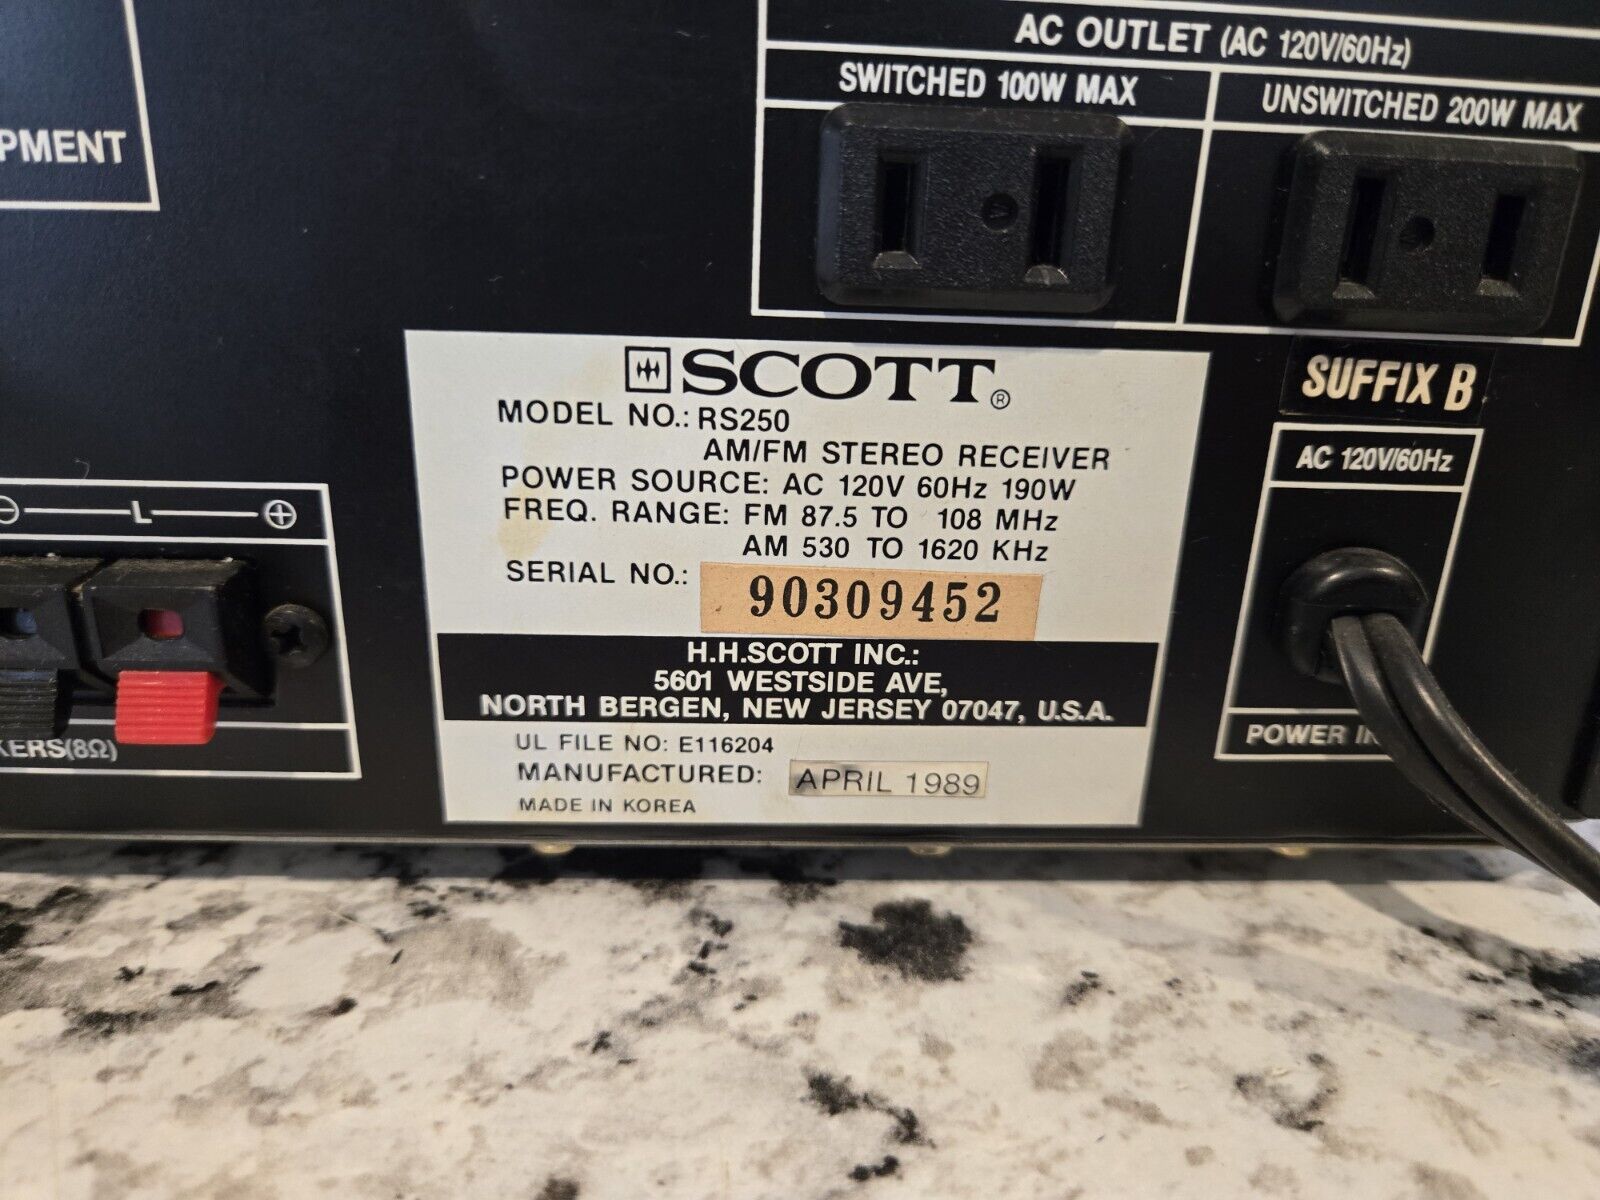 AC OUTLET (AC 120V/60Hz)
SWITCHED 100W MAX
UNSWITCHED 200W MAX
PMENT
SCOTT®
MODEL NO.: RS250
AM/FM STEREO RECEIVER
POWER SOURCE: AC 120V 60Hz 190W
FREQ. RANGE: FM 87.5 TO 108 MHz
AM 530 TO 1620 KHz
SERIAL NO.: 90309452
H.H.SCOTT INC.:
5601 WESTSIDE AVE,
NORTH BERGEN, NEW JERSEY 07047, U.S.A.
UL FILE NO: E116204
MANUFACTURED: APRIL 1989
MADE IN KOREA
SUFFIX B
AC 120V/60Hz
POWER I
⊖ L ⊕
KERS(8Ω)